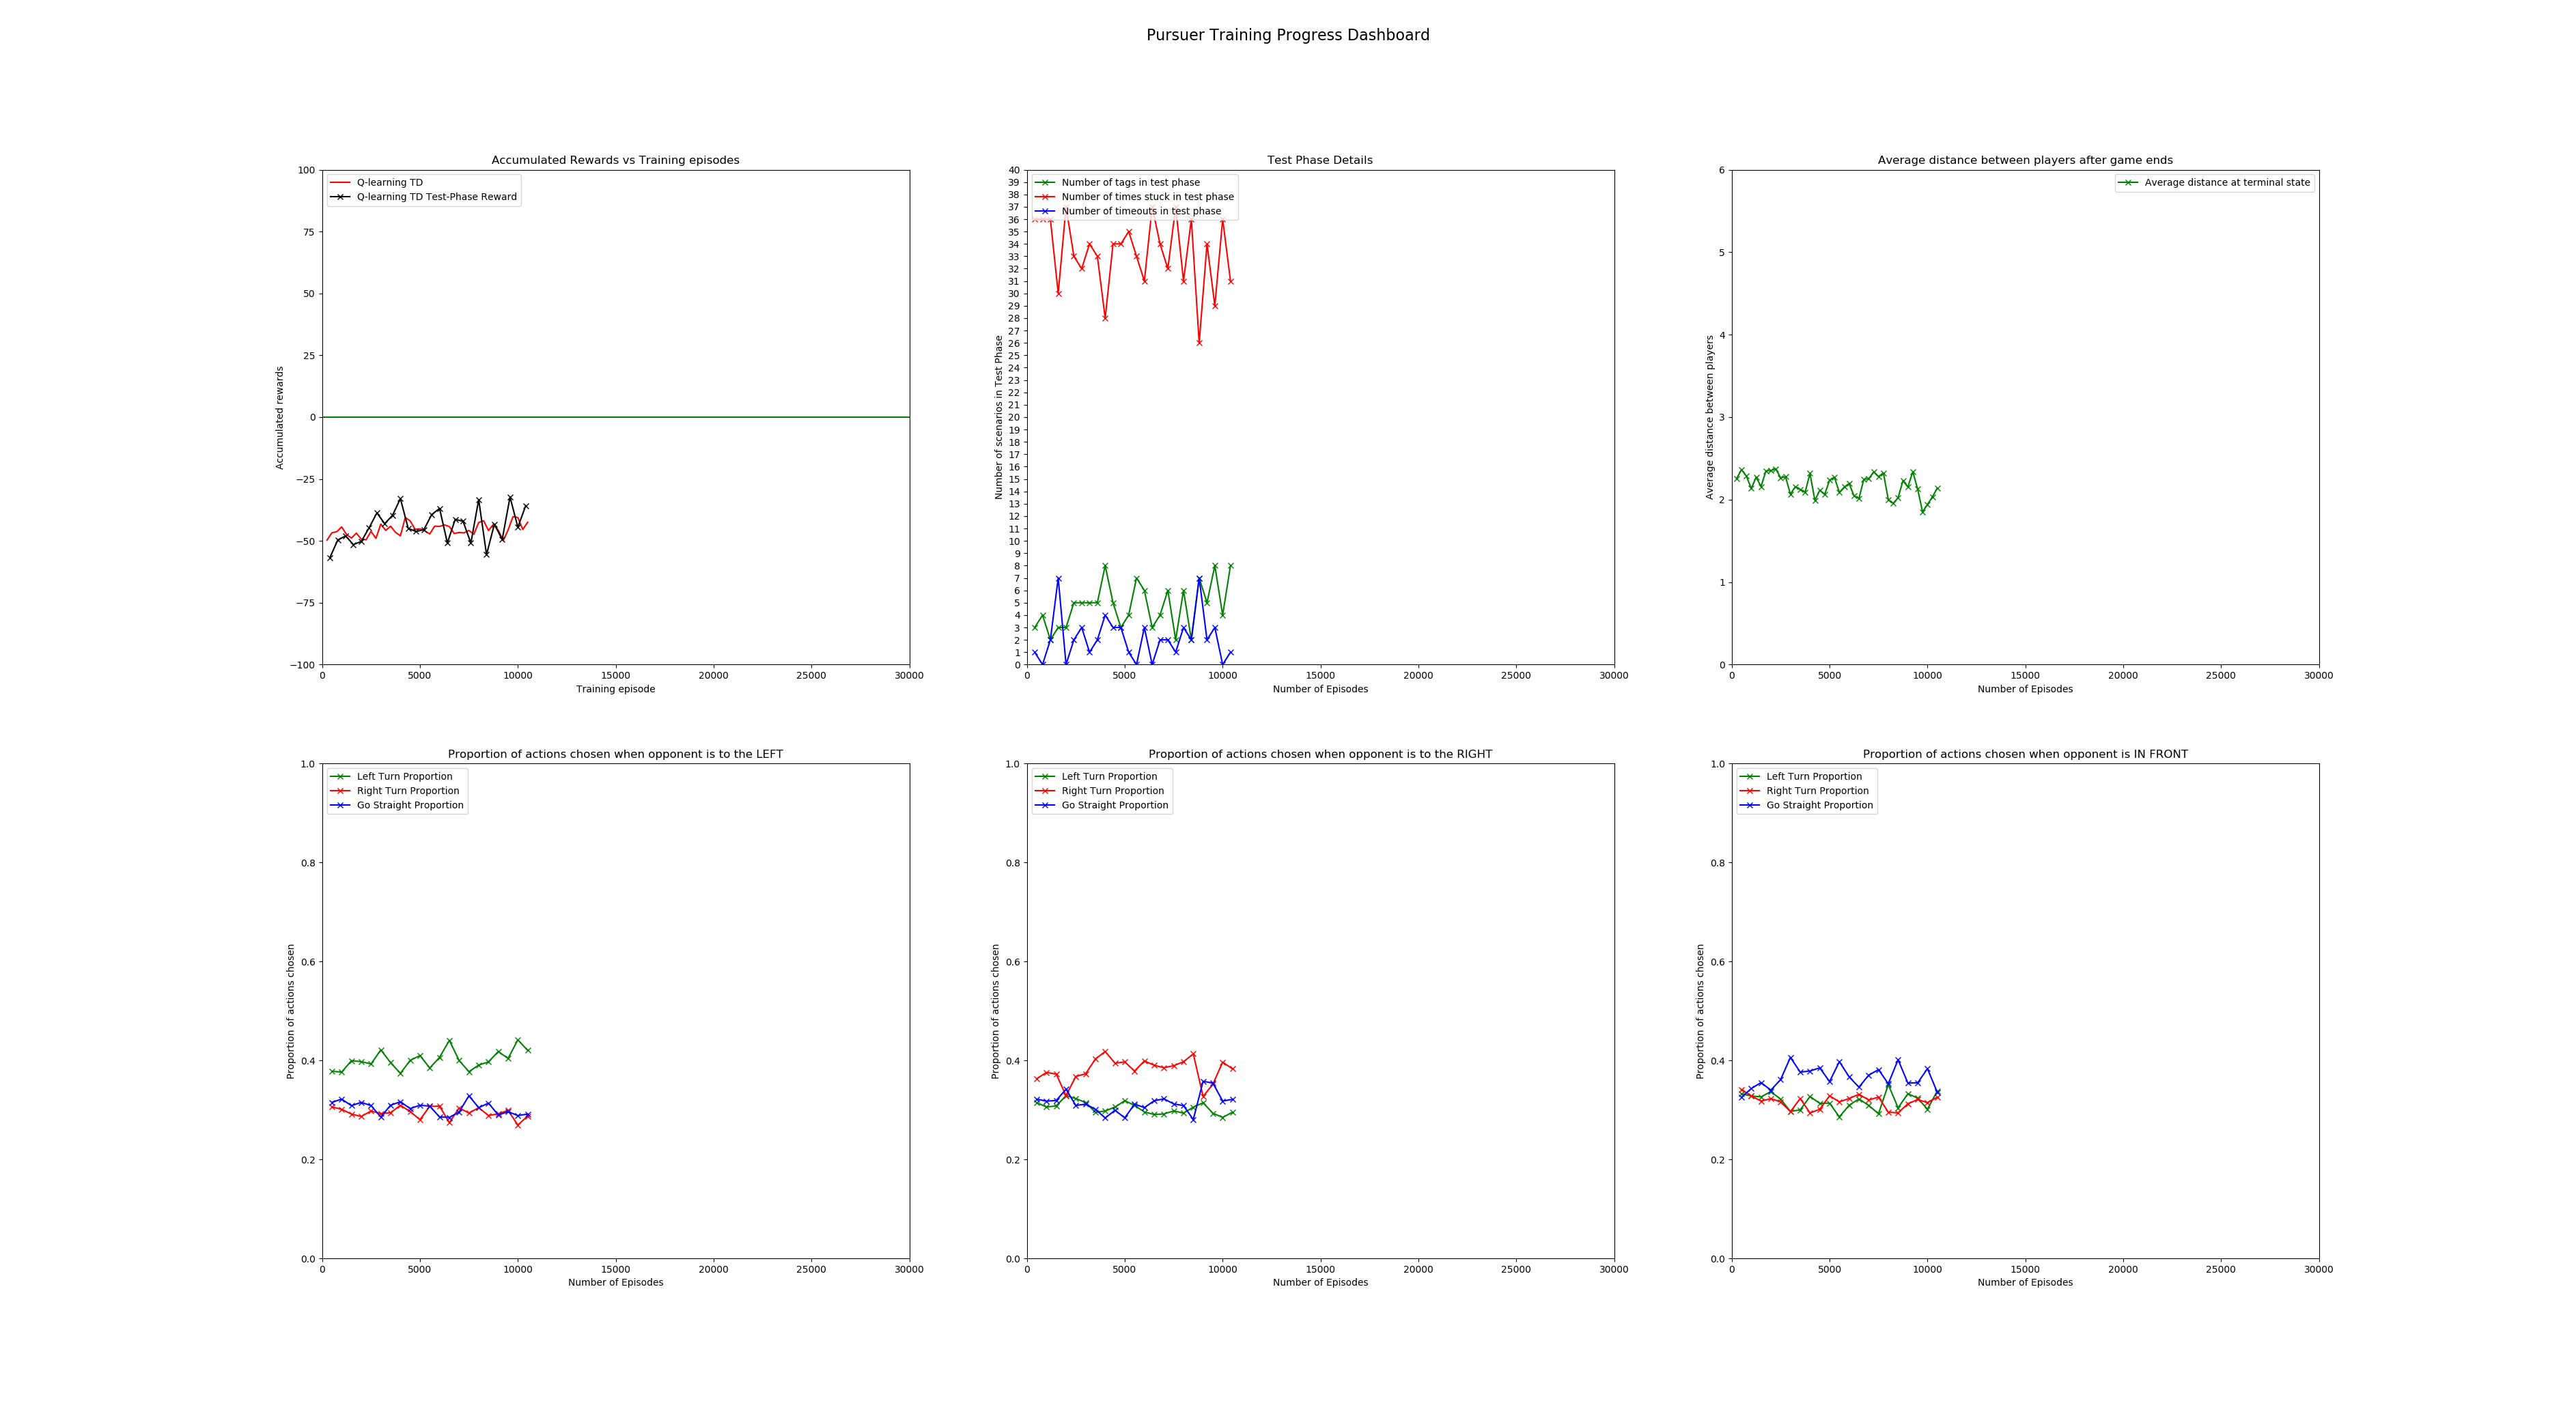 Pursuer Training Progress Dashboard
Accumulated Rewards vs Training episodes
100
75
50
25
0
−25
−50
−75
−100
Accumulated rewards
Q-learning TD
Q-learning TD Test-Phase Reward
0 5000 10000 15000 20000 25000 30000
Training episode
Test Phase Details
40
39
38
37
36
35
34
33
32
31
30
29
28
27
26
25
24
23
22
21
20
19
18
17
16
15
14
13
12
11
10
9
8
7
6
5
4
3
2
1
0
Number of scenarios in Test Phase
Number of tags in test phase
Number of times stuck in test phase
Number of timeouts in test phase
0 5000 10000 15000 20000 25000 30000
Number of Episodes
Average distance between players after game ends
6
5
4
3
2
1
0
Average distance between players
Average distance at terminal state
0 5000 10000 15000 20000 25000 30000
Number of Episodes
Proportion of actions chosen when opponent is to the LEFT
1.0
0.8
0.6
0.4
0.2
0.0
Proportion of actions chosen
Left Turn Proportion
Right Turn Proportion
Go Straight Proportion
0 5000 10000 15000 20000 25000 30000
Number of Episodes
Proportion of actions chosen when opponent is to the RIGHT
1.0
0.8
0.6
0.4
0.2
0.0
Proportion of actions chosen
Left Turn Proportion
Right Turn Proportion
Go Straight Proportion
0 5000 10000 15000 20000 25000 30000
Number of Episodes
Proportion of actions chosen when opponent is IN FRONT
1.0
0.8
0.6
0.4
0.2
0.0
Proportion of actions chosen
Left Turn Proportion
Right Turn Proportion
Go Straight Proportion
0 5000 10000 15000 20000 25000 30000
Number of Episodes